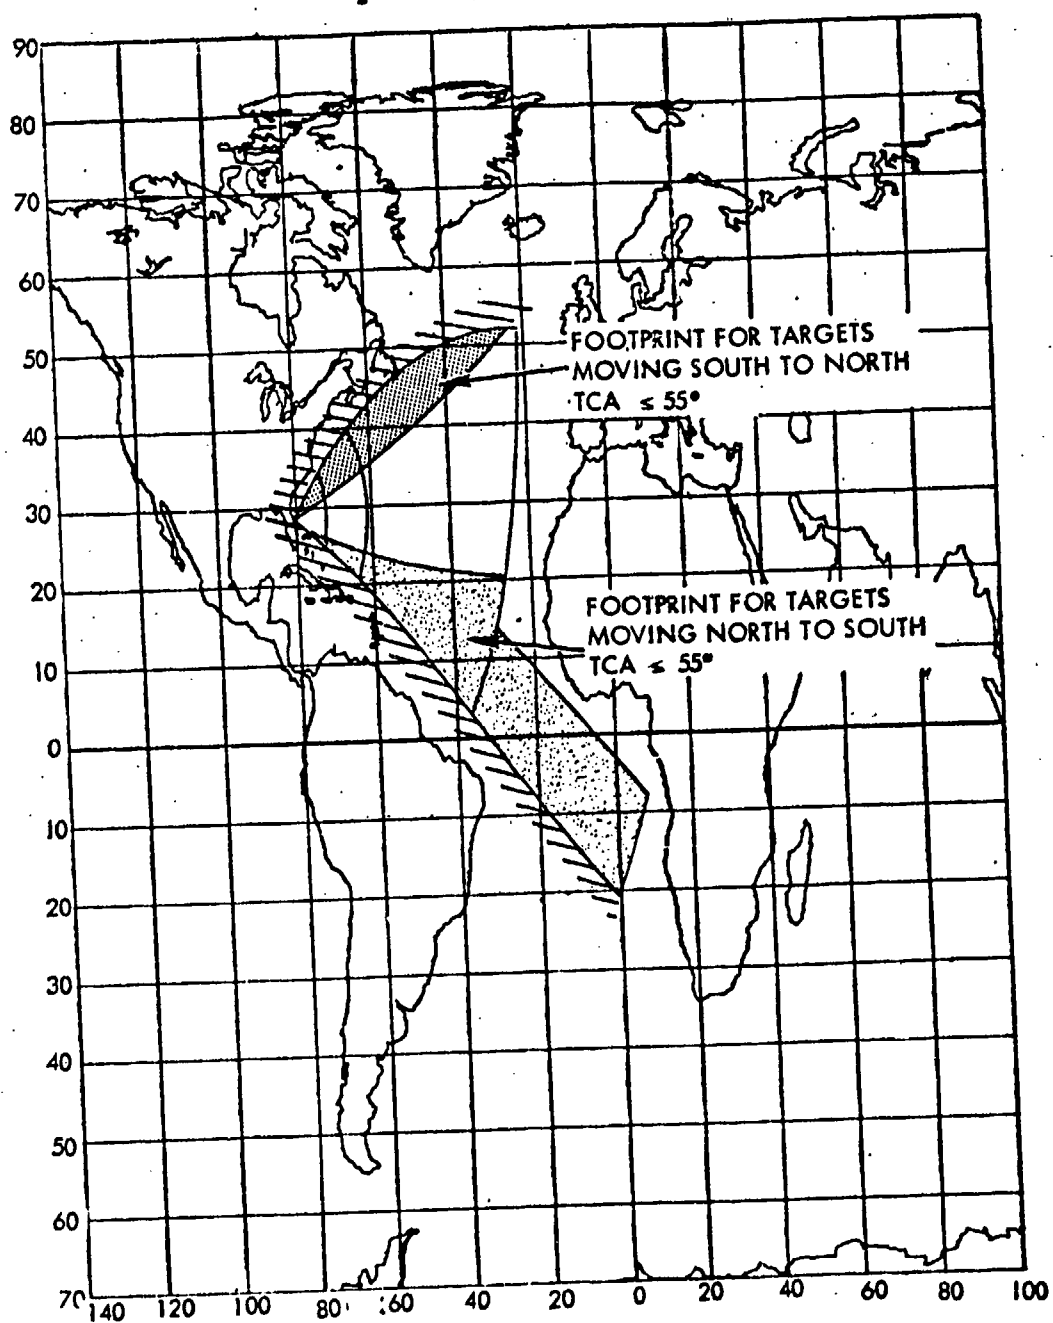 90
80
70
60
50
40
30
20
10
0
10
20
30
40
50
60
70
FOOTPRINT FOR TARGETS
MOVING SOUTH TO NORTH
TCA ≤ 55°
FOOTPRINT FOR TARGETS
MOVING NORTH TO SOUTH
TCA ≤ 55°
140 120 100 80 60 40 20 0 20 40 60 80 100